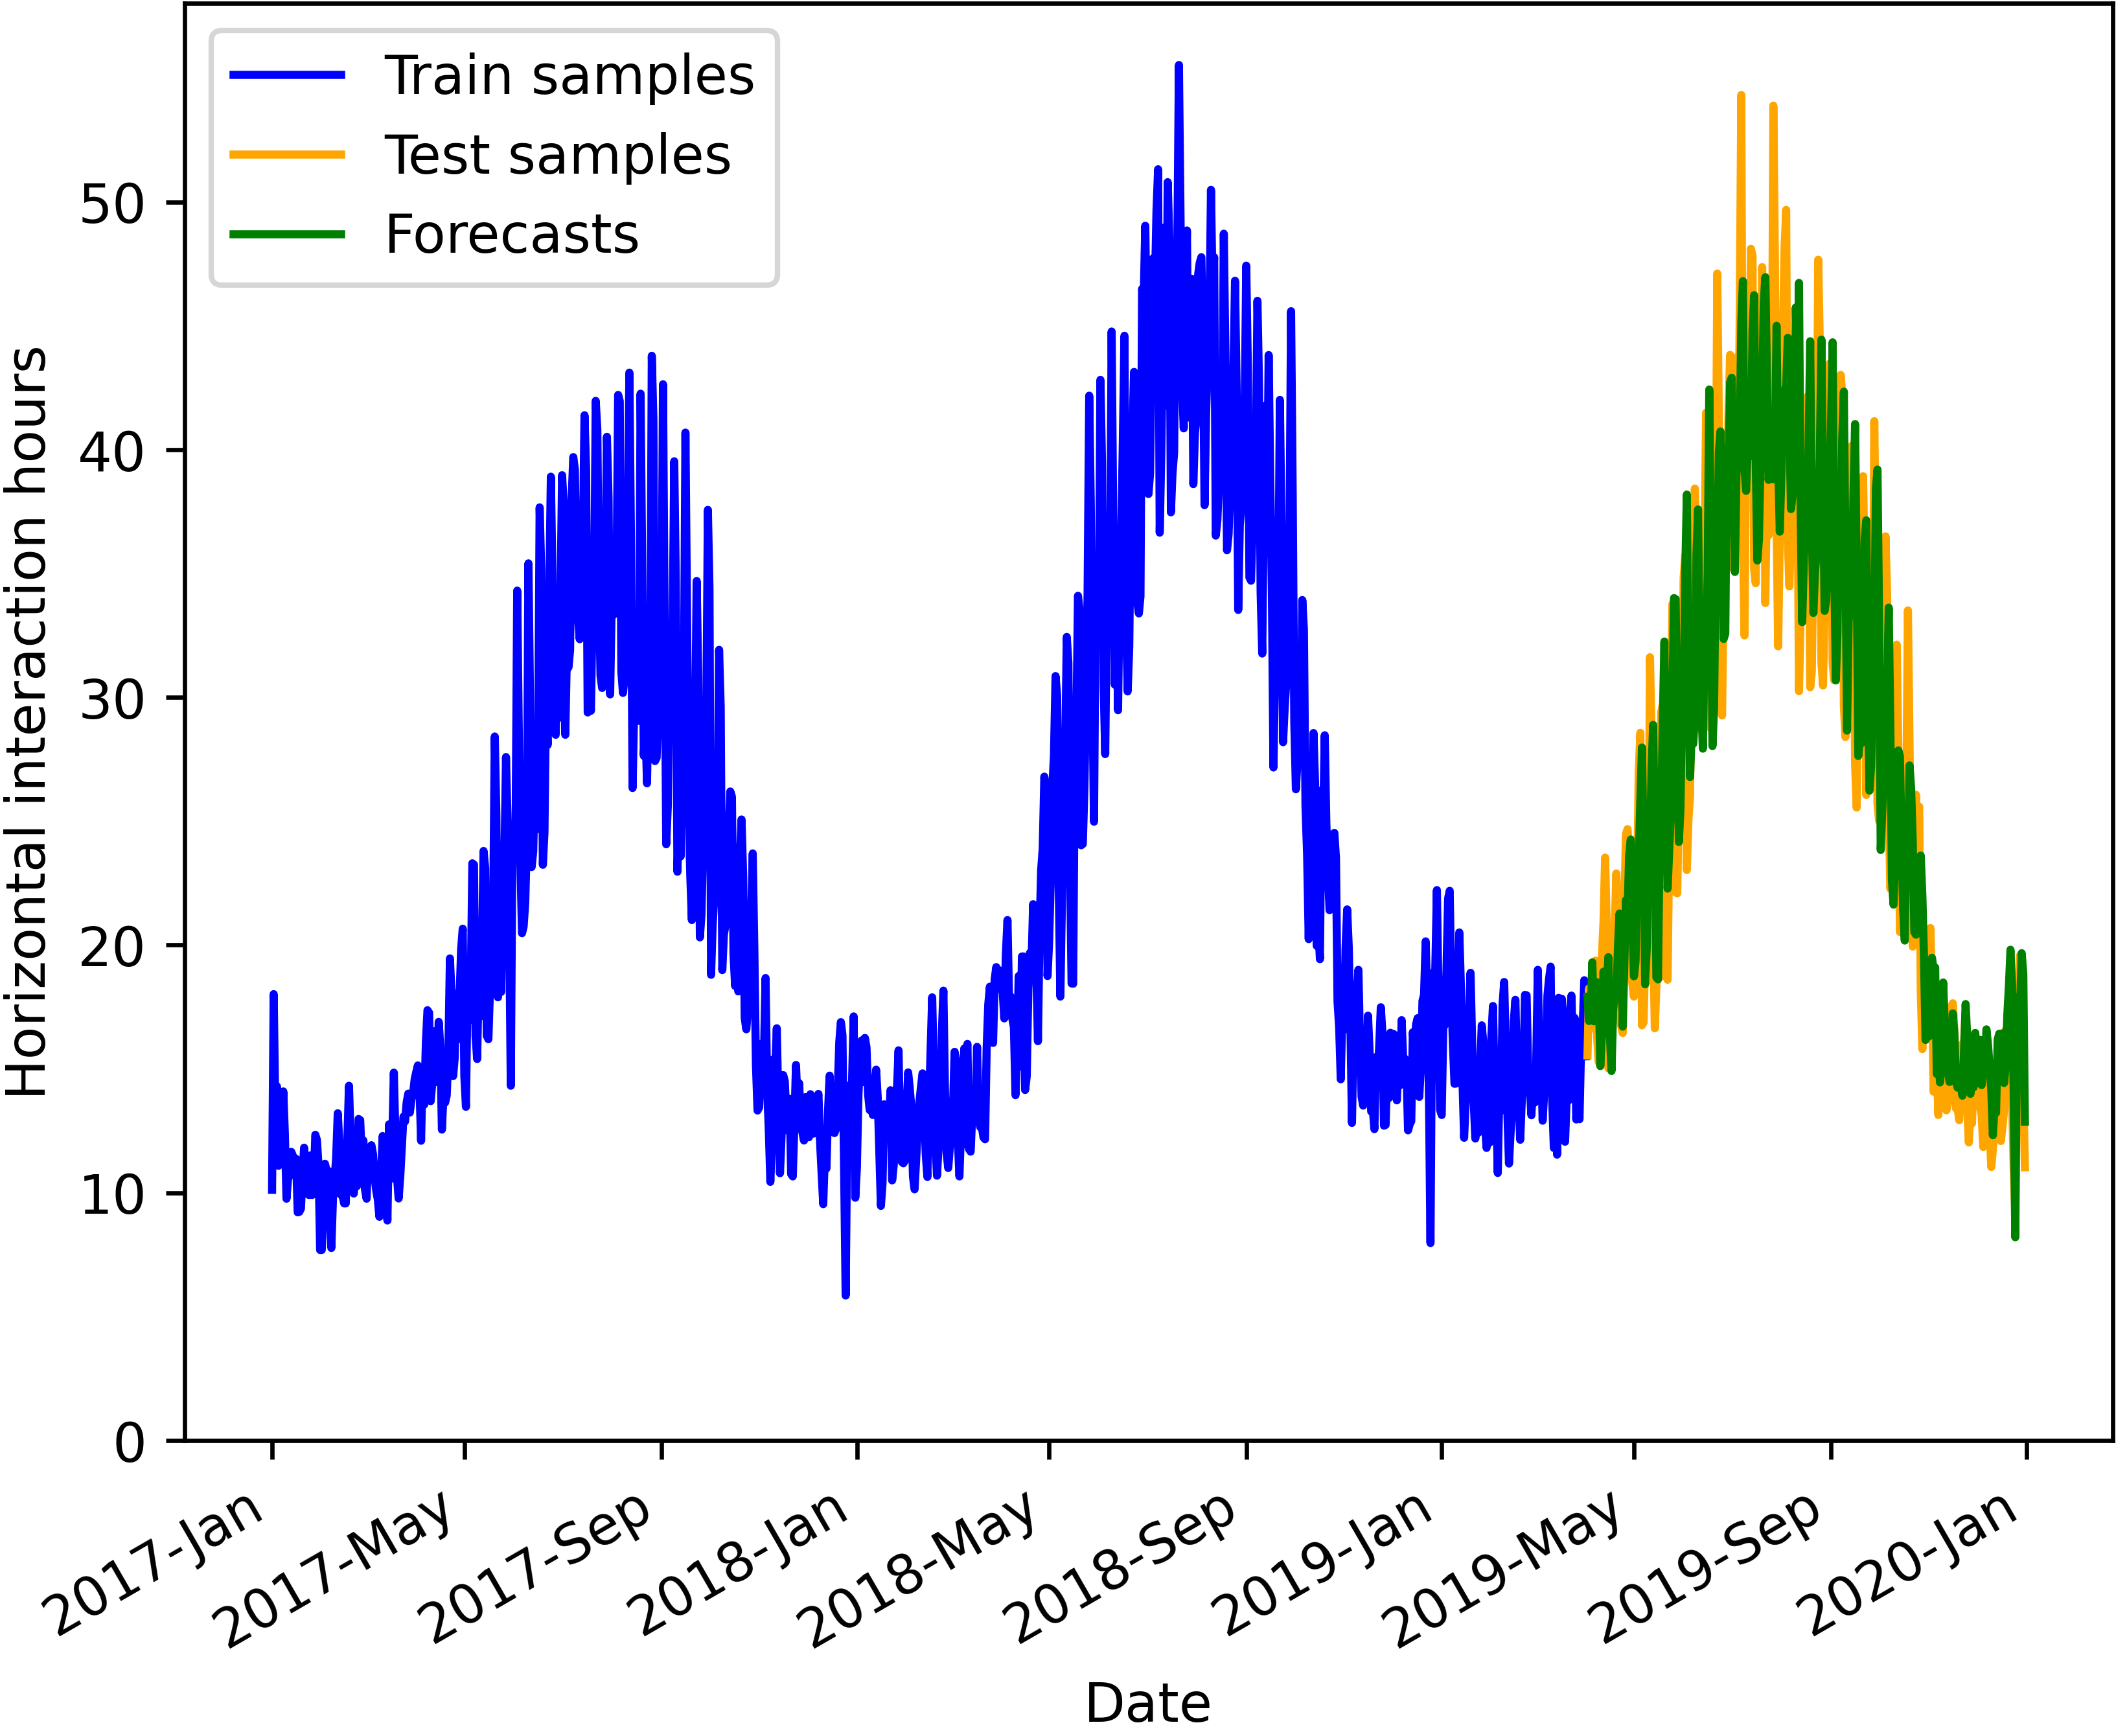 Train samples
Test samples
Forecasts
Horizontal interaction hours
50
40
30
20
10
0
2017-Jan
2017-May
2017-Sep
2018-Jan
2018-May
2018-Sep
2019-Jan
2019-May
2019-Sep
2020-Jan
Date